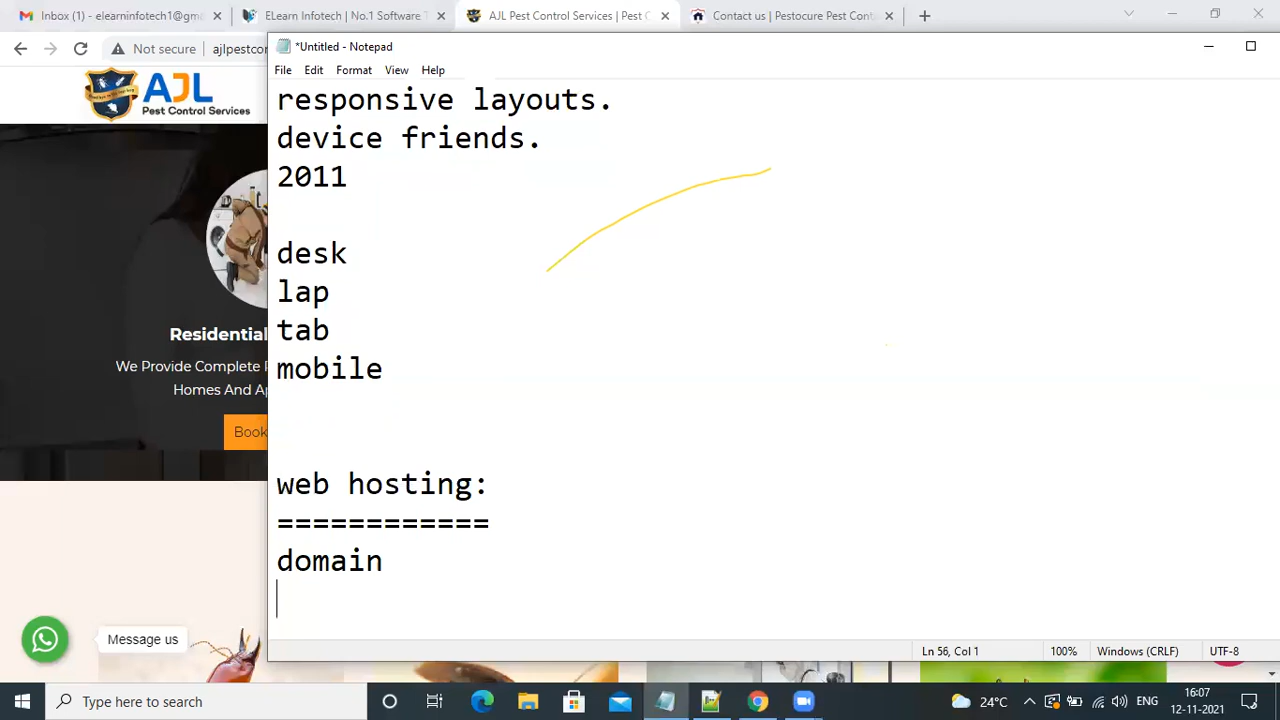 Inbox (1) - elearninfotech1@gm
ELearn Infotech | No.1 Software T
AJL Pest Control Services | Pest C
Contact us | Pestocure Pest Cont
Not secure
ajlpestcor
AJL
Pest Control Services
Residential
We Provide Complete
Homes And Ap
Book
*Untitled - Notepad
File Edit Format View Help
responsive layouts.
device friends.
2011
desk
lap
tab
mobile
web hosting:
============
domain
Message us
Ln 56, Col 1
100%
Windows (CRLF)
UTF-8
Type here to search
24°C
ENG
16:07
12-11-2021